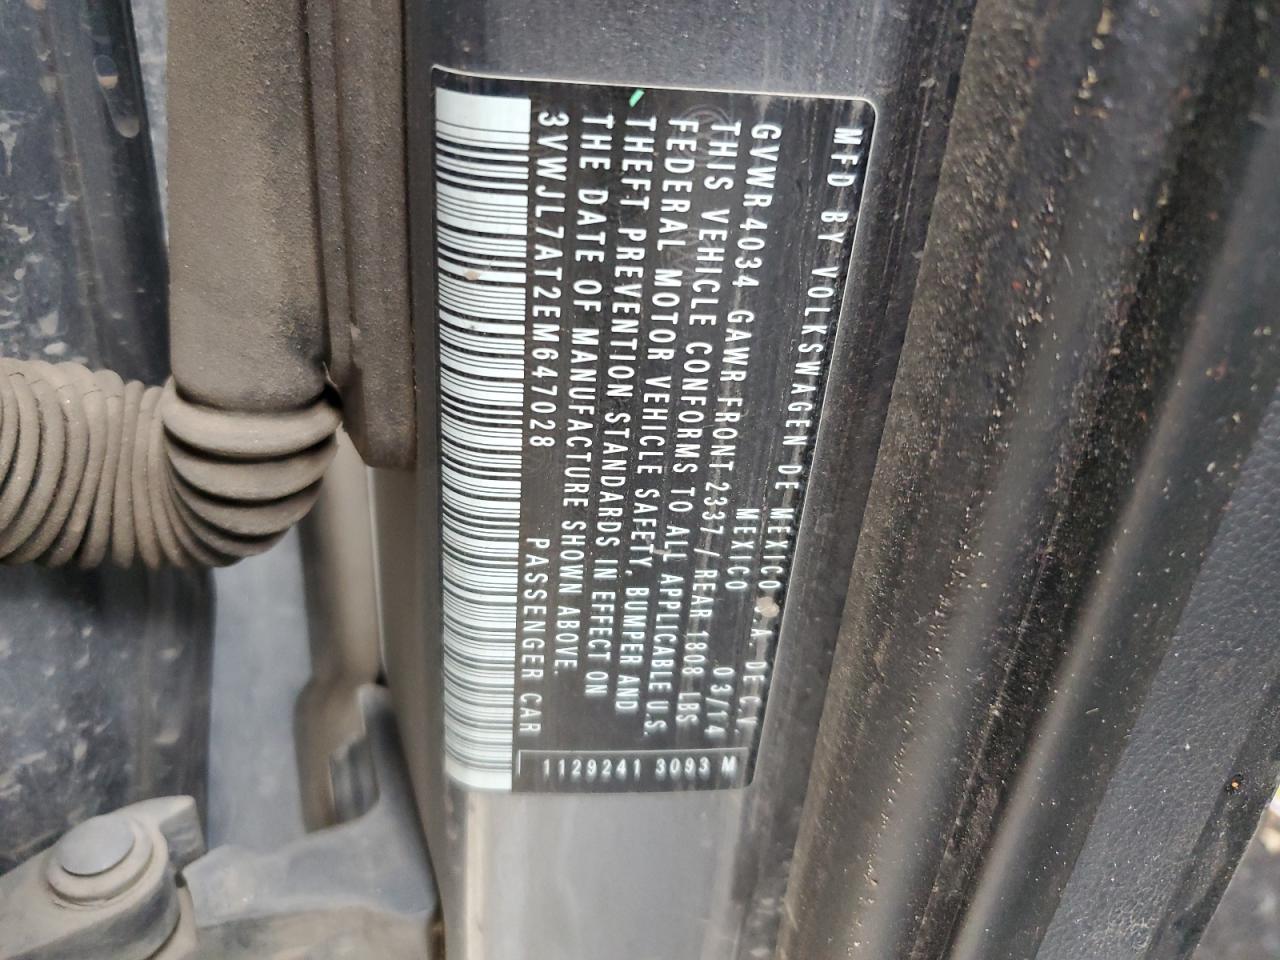 MFD BY VOLKSWAGEN DE MEXICO S.A. DE C.V.
MEXICO 03/14
GVWR 4034 GAWR FRONT 2337 / REAR 1808 LBS
THIS VEHICLE CONFORMS TO ALL APPLICABLE U.S.
FEDERAL MOTOR VEHICLE SAFETY, BUMPER AND
THEFT PREVENTION STANDARDS IN EFFECT ON
THE DATE OF MANUFACTURE SHOWN ABOVE.
3VWJL7AT2EM647028 PASSENGER CAR
1129241 3093 M